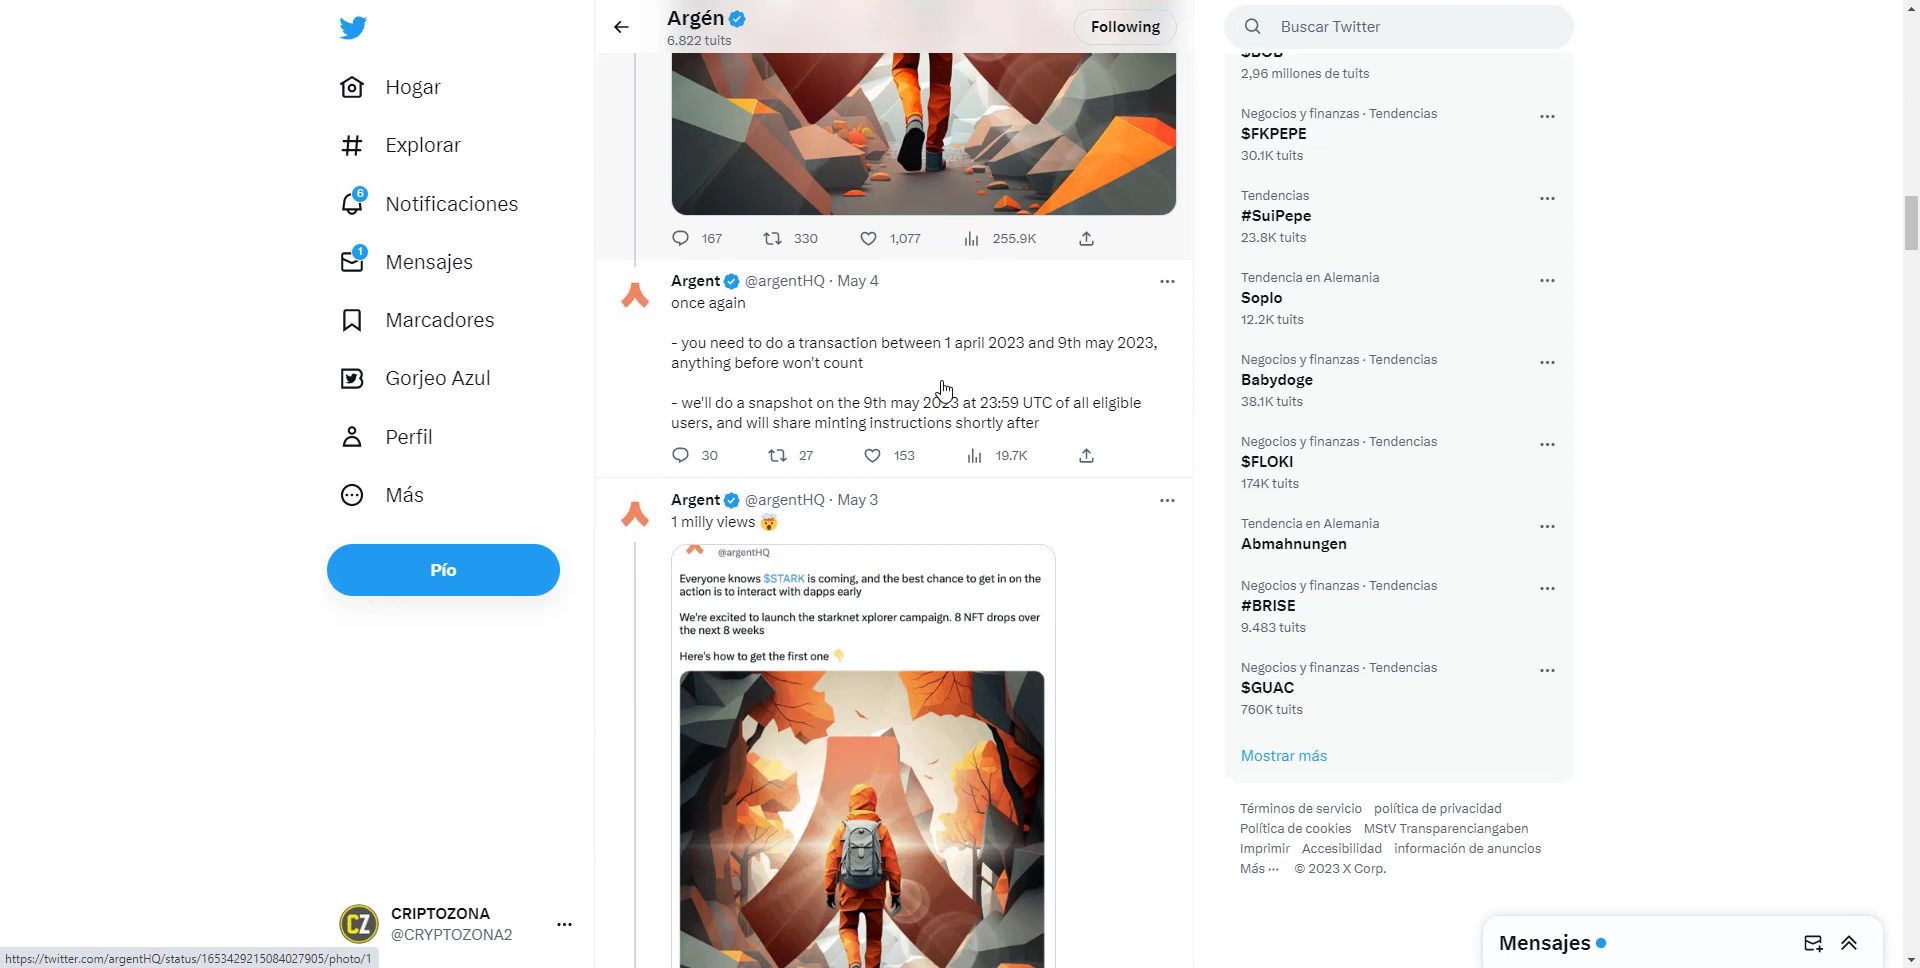 Hogar
Explorar
6
Notificaciones
1
Mensajes
Marcadores
Gorjeo Azul
Perfil
Más
Pío
CZ
CRIPTOZONA
@CRYPTOZONA2
https://twitter.com/argentHQ/status/1653429215084027905/photo/1
Argén
6.822 tuits
Following
167 330 1,077 255.9K
Argent @argentHQ · May 4
once again
- you need to do a transaction between 1 april 2023 and 9th may 2023,
anything before won't count
- we'll do a snapshot on the 9th may 2023 at 23:59 UTC of all eligible
users, and will share minting instructions shortly after
30 27 153 19.7K
Argent @argentHQ · May 3
1 milly views
@argentHQ
Everyone knows $STARK is coming, and the best chance to get in on the
action is to interact with dapps early
We're excited to launch the starknet xplorer campaign. 8 NFT drops over
the next 8 weeks
Here's how to get the first one
Buscar Twitter
$BOB
2,96 millones de tuits
Negocios y finanzas · Tendencias
$FKPEPE
30.1K tuits
Tendencias
#SuiPepe
23.8K tuits
Tendencia en Alemania
Soplo
12.2K tuits
Negocios y finanzas · Tendencias
Babydoge
38.1K tuits
Negocios y finanzas · Tendencias
$FLOKI
174K tuits
Tendencia en Alemania
Abmahnungen
Negocios y finanzas · Tendencias
#BRISE
9.483 tuits
Negocios y finanzas · Tendencias
$GUAC
760K tuits
Mostrar más
Términos de servicio política de privacidad
Política de cookies MStV Transparenciangaben
Imprimir Accesibilidad información de anuncios
Más ··· © 2023 X Corp.
Mensajes